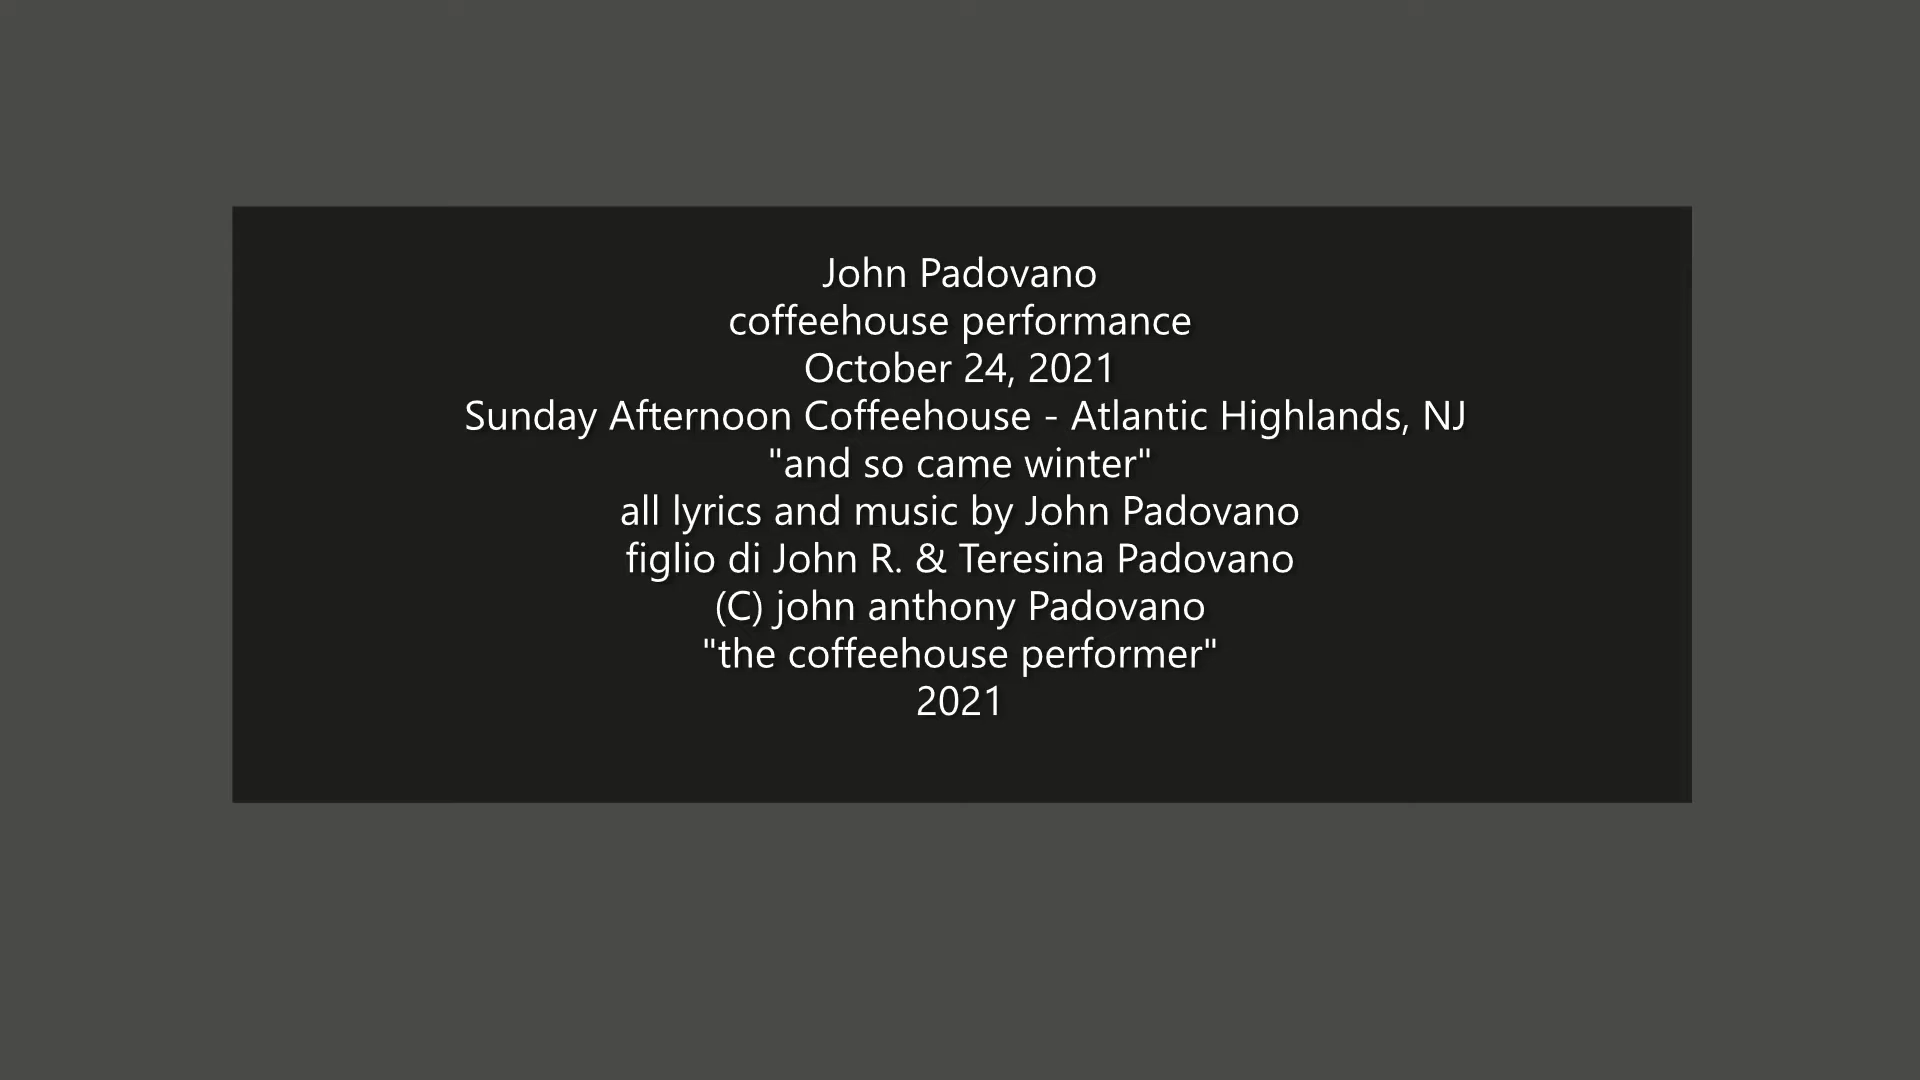 John Padovano
coffeehouse performance
October 24, 2021
Sunday Afternoon Coffeehouse - Atlantic Highlands, NJ
"and so came winter"
all lyrics and music by John Padovano
figlio di John R. & Teresina Padovano
(C) john anthony Padovano
"the coffeehouse performer"
2021